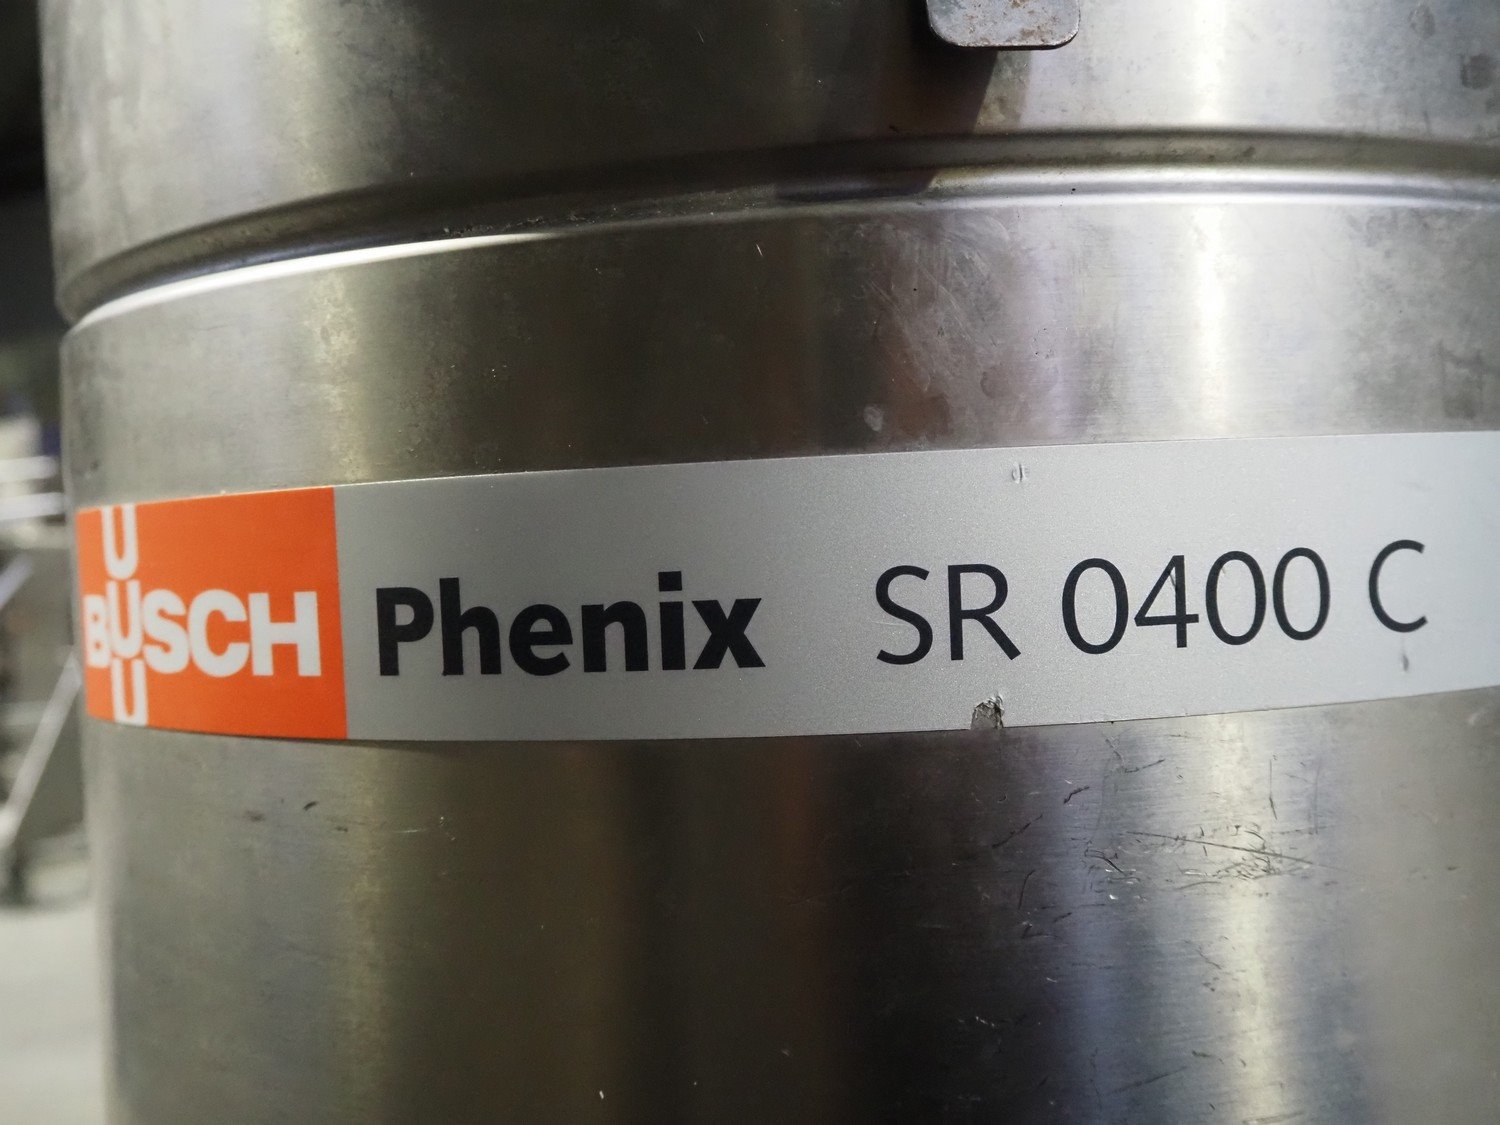 BUSCH Phenix SR 0400 C